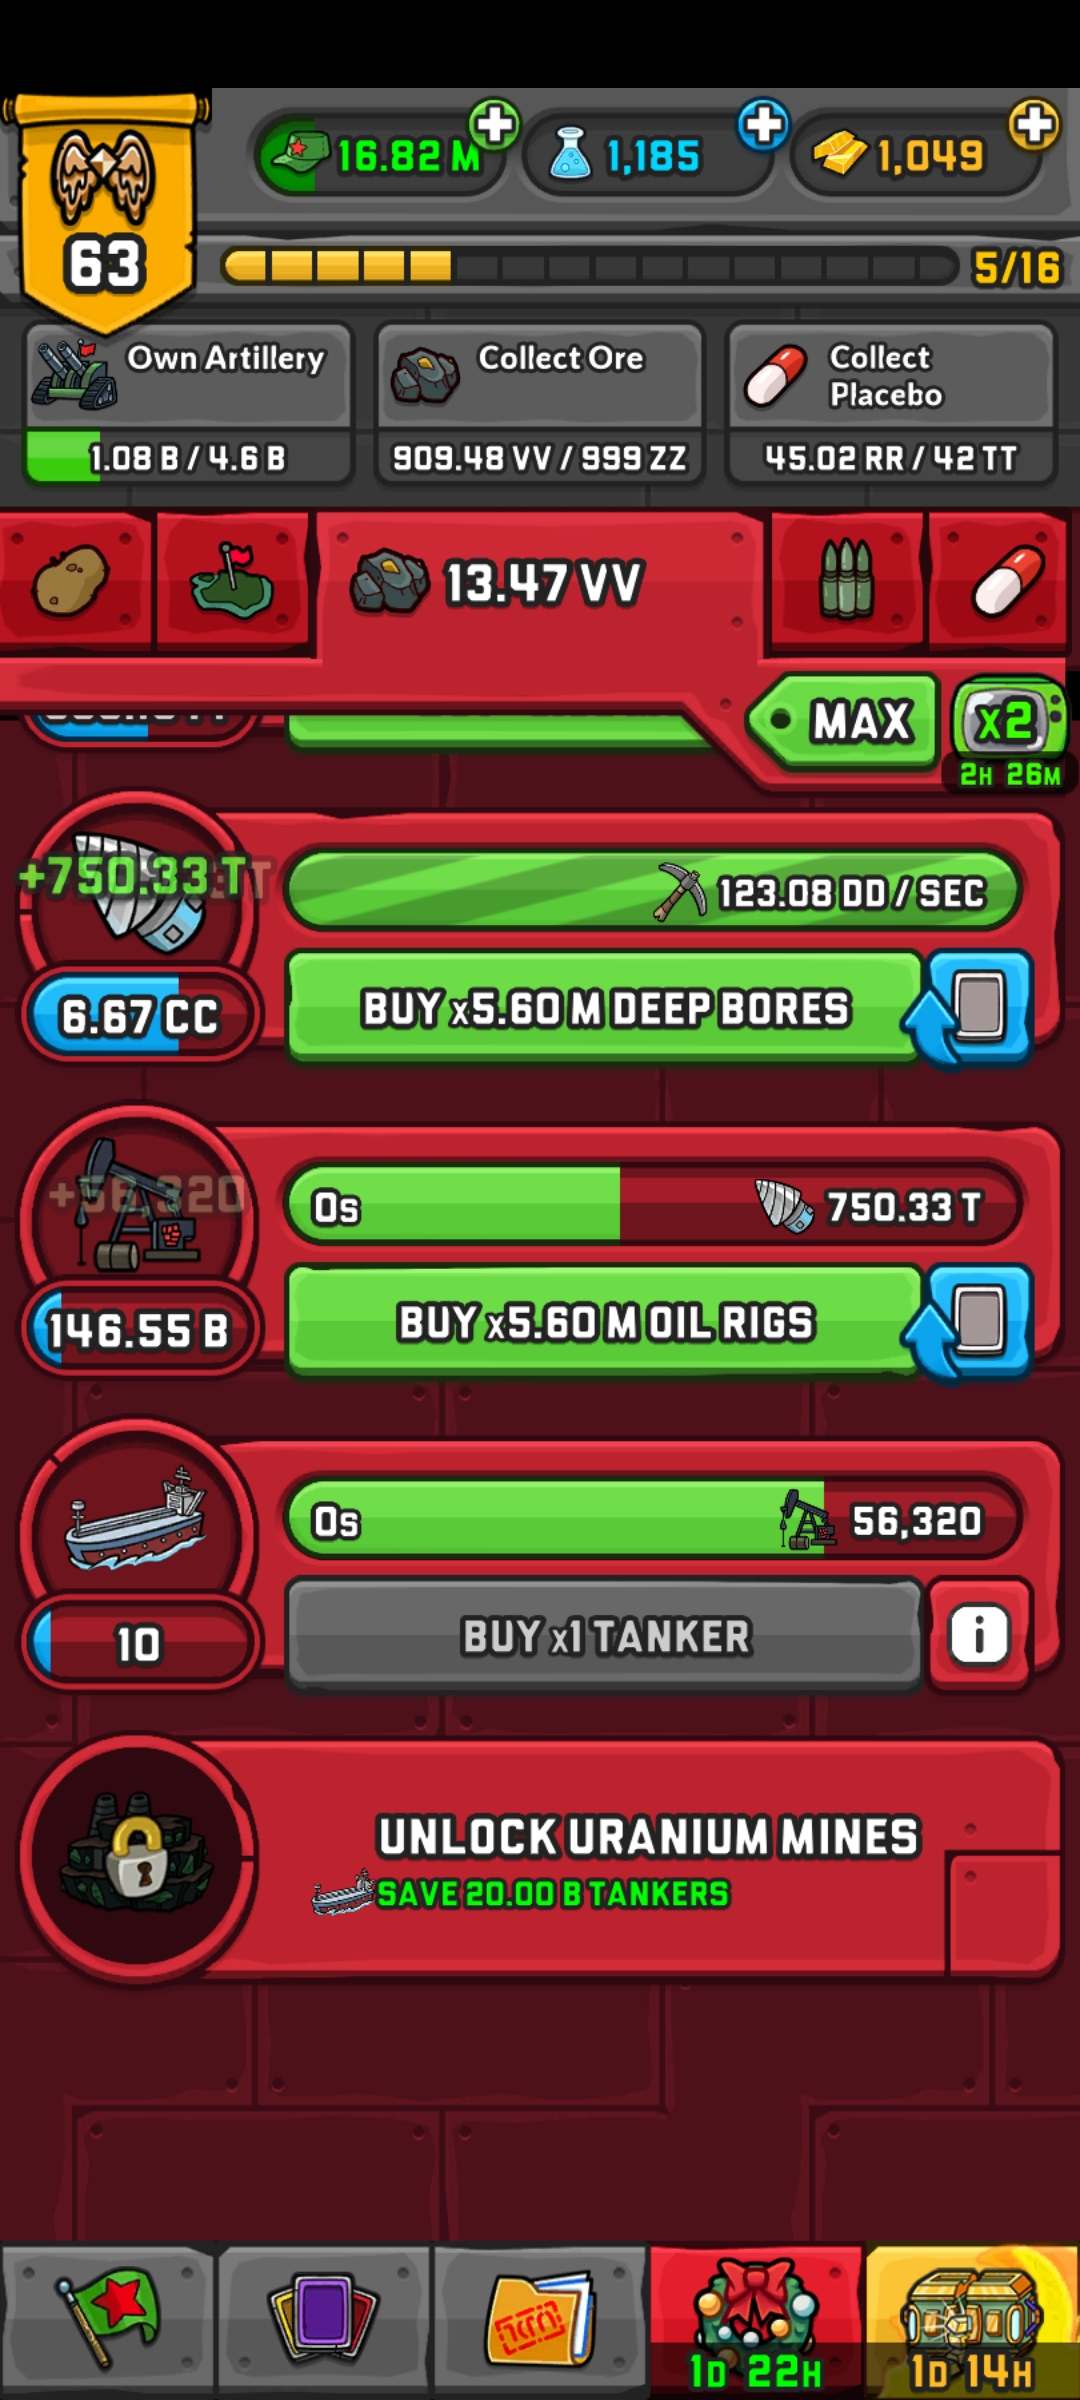 16.82 M
1,185
1,049
63
5/16
Own Artillery
1.08 B / 4.6 B
Collect Ore
909.48 VV / 999 ZZ
Collect
Placebo
45.02 RR / 42 TT
13.47 VV
MAX
x2
2H 26M
+750.33 T
123.08 DD / SEC
6.67 CC
BUY x5.60 M DEEP BORES
+56,320
0s
750.33 T
146.55 B
BUY x5.60 M OIL RIGS
0s
56,320
10
BUY x1 TANKER
i
UNLOCK URANIUM MINES
SAVE 20.00 B TANKERS
1D 22H
1D 14H